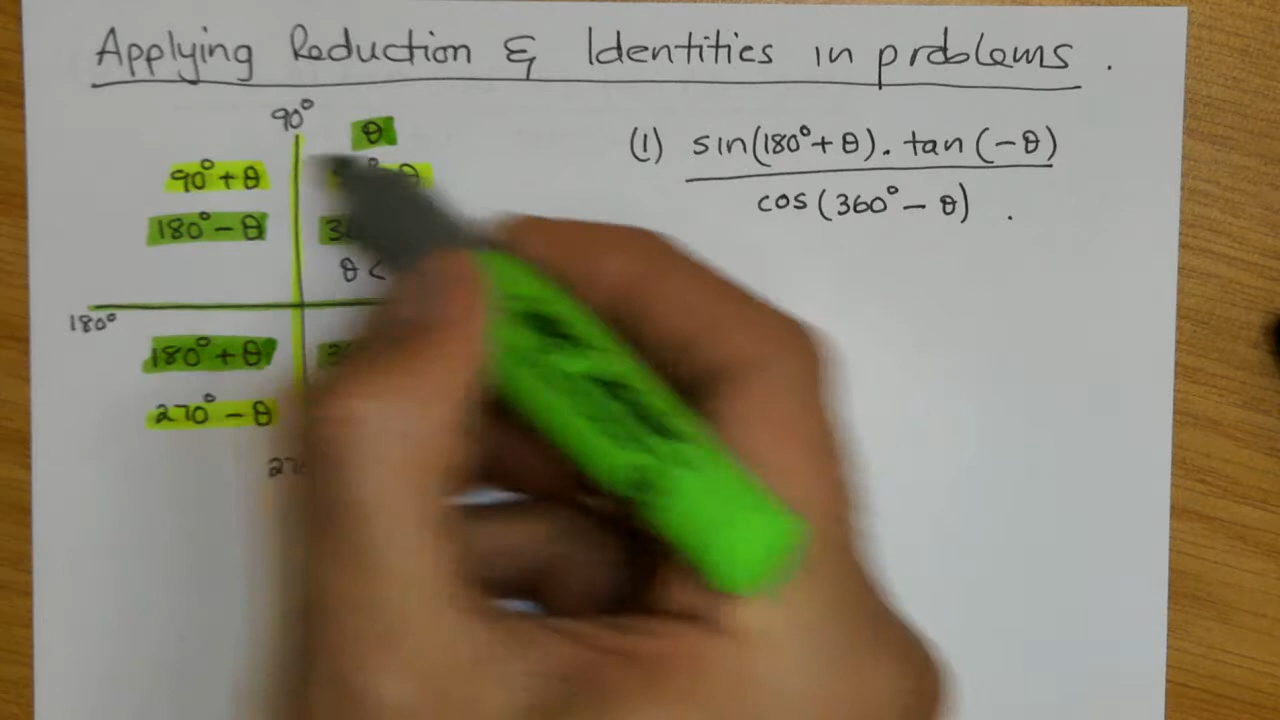 Applying Reduction & Identities in problems.
90°
θ
90° + θ
180° - θ
θ <
180°
180° + θ
270° - θ
(1) sin(180° + θ) . tan(-θ)
cos(360° - θ) .